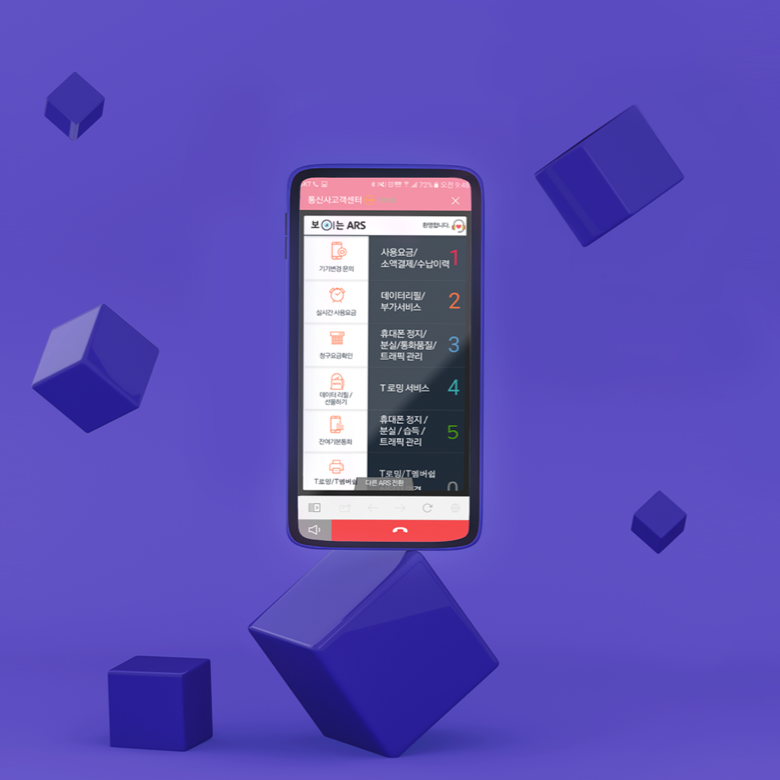 통신사고객센터
72% 오전 9:48
보이는 ARS
환영합니다.
기기변경 문의
사용요금/
소액결제/수납이력
1
실시간 사용요금
데이터리필/
부가서비스
2
청구요금확인
휴대폰 정지/
분실/통화품질/
트래픽 관리
3
데이터 리필 /
선물하기
T 로밍 서비스
4
잔여기본통화
휴대폰 정지 /
분실 / 습득 /
트래픽 관리
5
T로밍/T멤버쉽
T로밍/T멤버쉽
0
다른 ARS 전환